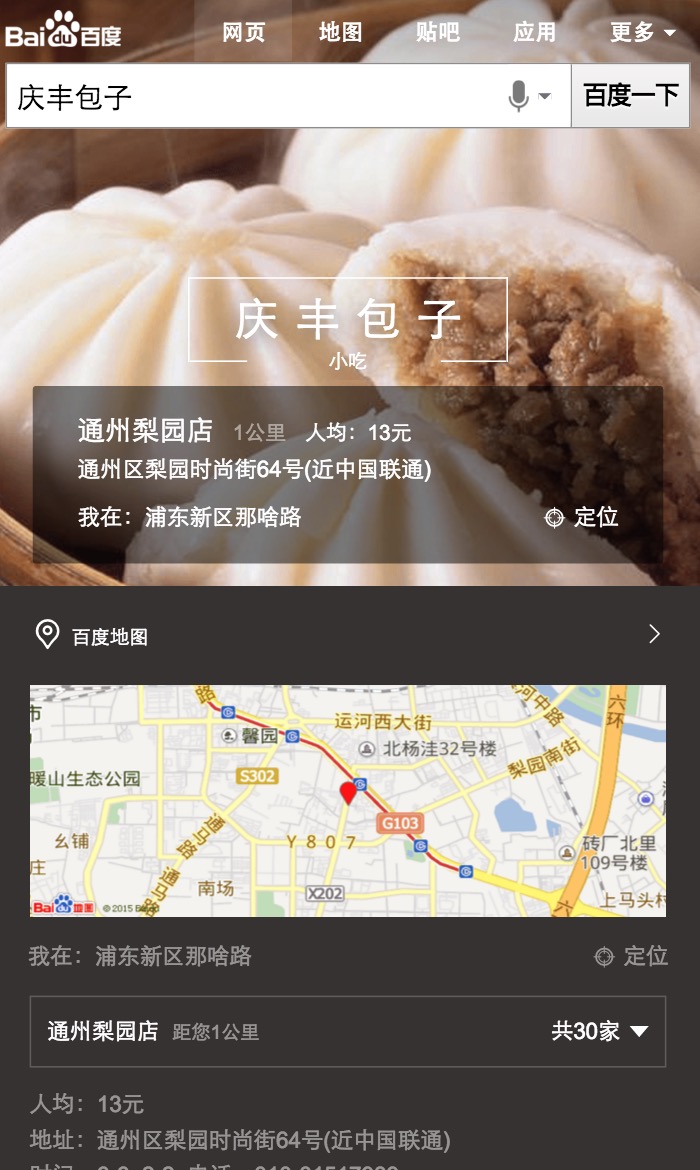 Bai du 百度
网页 地图 贴吧 应用 更多
庆丰包子
百度一下
庆丰包子
小吃
通州梨园店 1公里 人均：13元
通州区梨园时尚街64号(近中国联通)
我在：浦东新区那啥路 定位
百度地图
路
市
运河西大街
河中路
六环
馨园
北杨洼32号楼
梨园南街
暖山生态公园
S302
G103
幺铺
通马路
Y807
砖厂北里
109号楼
庄
通马路
南场
X202
上马头村
六
Bai du 地图 © 2015 Baidu
我在：浦东新区那啥路 定位
通州梨园店 距您1公里 共30家
人均：13元
地址：通州区梨园时尚街64号(近中国联通)